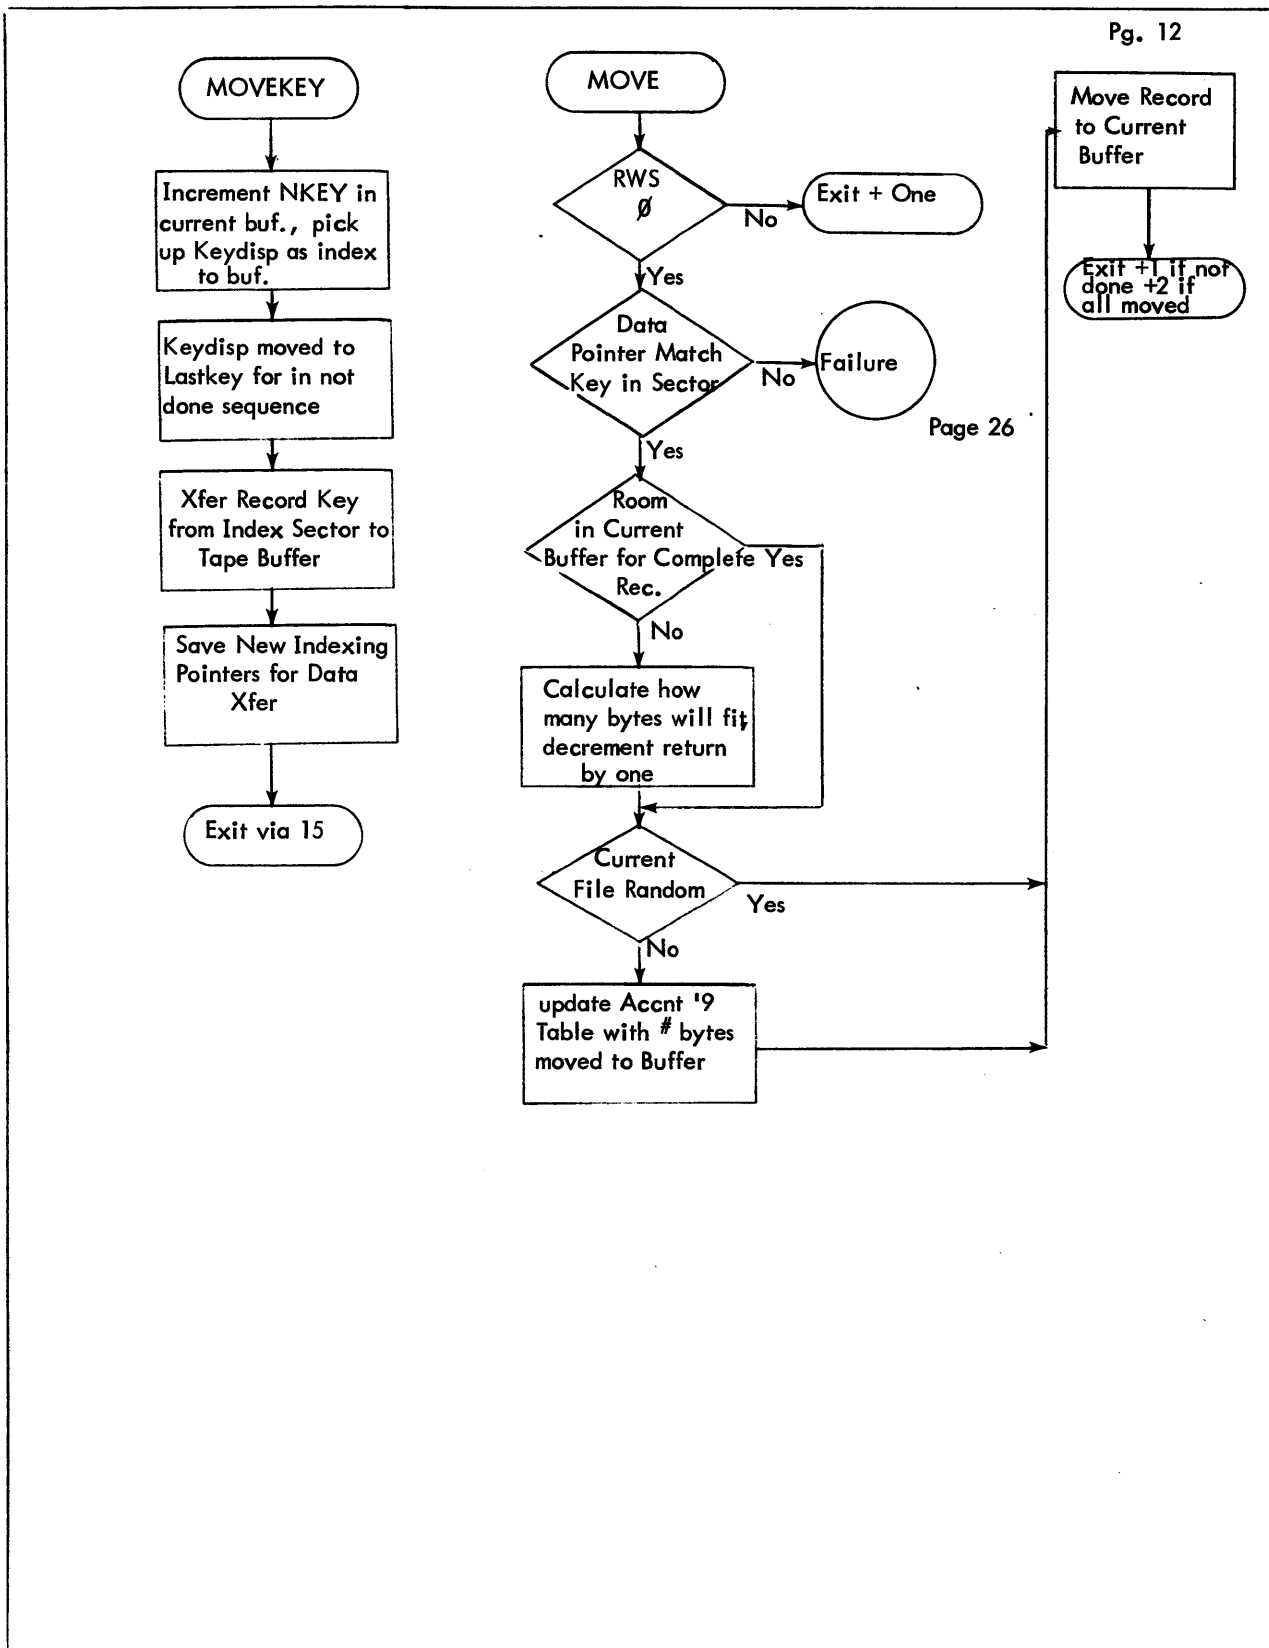 Pg. 12
MOVEKEY
Increment NKEY in
current buf., pick
up Keydisp as index
to buf.
Keydisp moved to
Lastkey for in not
done sequence
Xfer Record Key
from Index Sector to
Tape Buffer
Save New Indexing
Pointers for Data
Xfer
Exit via 15
MOVE
RWS
Ø
No
Exit + One
Yes
Data
Pointer Match
Key in Sector
No
Failure
Page 26
Yes
Room
in Current
Buffer for Complete
Rec.
Yes
No
Calculate how
many bytes will fit,
decrement return
by one
Current
File Random
Yes
No
update Accnt '9
Table with # bytes
moved to Buffer
Move Record
to Current
Buffer
Exit +1 if not
done +2 if
all moved